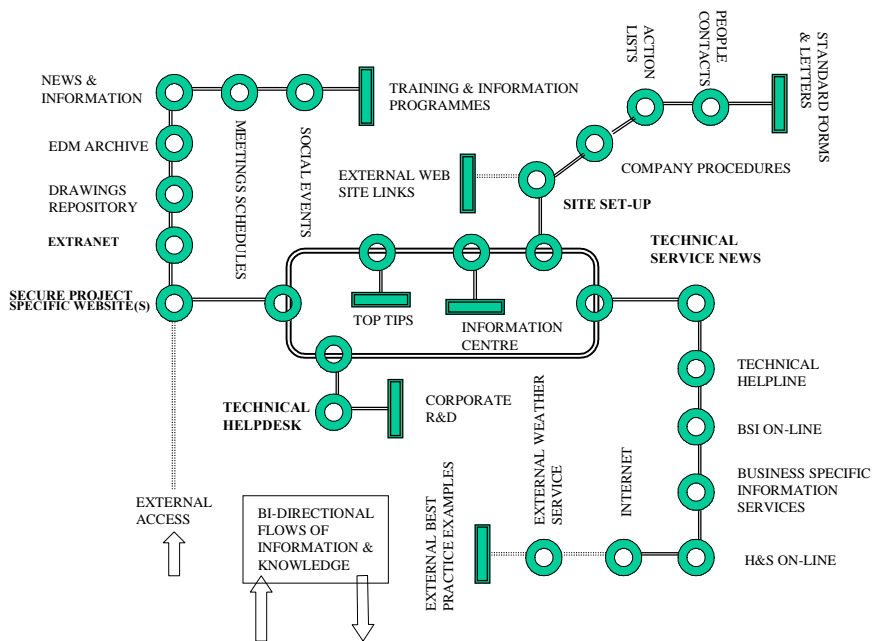 PEOPLE
CONTACTS
ACTION
LISTS
STANDARD FORMS
& LETTERS
NEWS &
INFORMATION
TRAINING & INFORMATION
PROGRAMMES
EDM ARCHIVE
MEETINGS SCHEDULES
SOCIAL EVENTS
EXTERNAL WEB
SITE LINKS
COMPANY PROCEDURES
DRAWINGS
REPOSITORY
SITE SET-UP
EXTRANET
TECHNICAL
SERVICE NEWS
SECURE PROJECT
SPECIFIC WEBSITE(S)
TOP TIPS
INFORMATION
CENTRE
TECHNICAL
HELPLINE
TECHNICAL
HELPDESK
CORPORATE
R&D
BSI ON-LINE
EXTERNAL
ACCESS
BI-DIRECTIONAL
FLOWS OF
INFORMATION &
KNOWLEDGE
EXTERNAL BEST
PRACTICE EXAMPLES
EXTERNAL WEATHER
SERVICE
INTERNET
BUSINESS SPECIFIC
INFORMATION
SERVICES
H&S ON-LINE